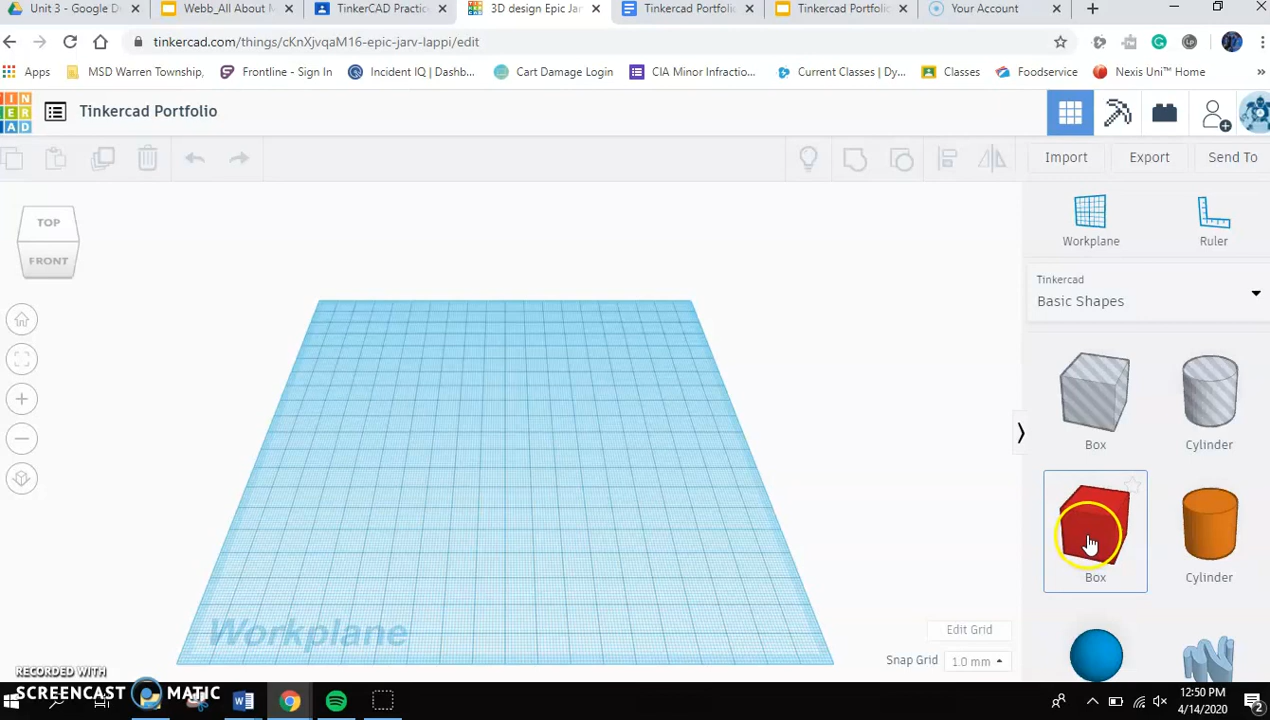 Unit 3 - Google D
Webb_All About M
TinkerCAD Practice
3D design Epic Jar
Tinkercad Portfolio
Tinkercad Portfolio
Your Account
tinkercad.com/things/cKnXjvqaM16-epic-jarv-lappi/edit
Apps
MSD Warren Township,
Frontline - Sign In
Incident IQ | Dashb...
Cart Damage Login
CIA Minor Infractio...
Current Classes | Dy...
Classes
Foodservice
Nexis Uni™ Home
TIN
KER
CAD
Tinkercad Portfolio
Import
Export
Send To
TOP
FRONT
Workplane
Ruler
Tinkercad
Basic Shapes
Box
Cylinder
Box
Cylinder
Workplane
Edit Grid
Snap Grid
1.0 mm
RECORDED WITH
SCREENCAST MATIC
12:50 PM
4/14/2020
2